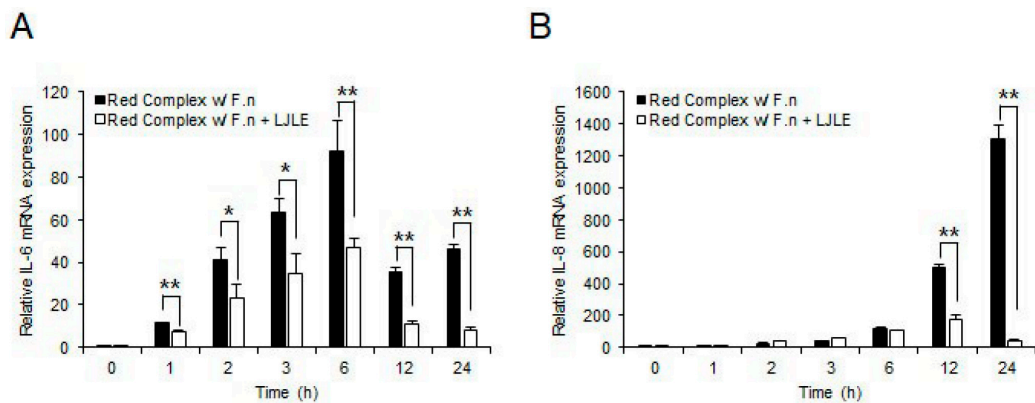 A
Relative IL-6 mRNA expression
120
100
80
60
40
20
0
Red Complex w/ F.n
Red Complex w/ F.n + LJLE
**
*
*
**
**
**
0 1 2 3 6 12 24
Time (h)
B
Relative IL-8 mRNA expression
1600
1400
1200
1000
800
600
400
200
0
Red Complex w/ F.n
Red Complex w/ F.n + LJLE
**
**
0 1 2 3 6 12 24
Time (h)